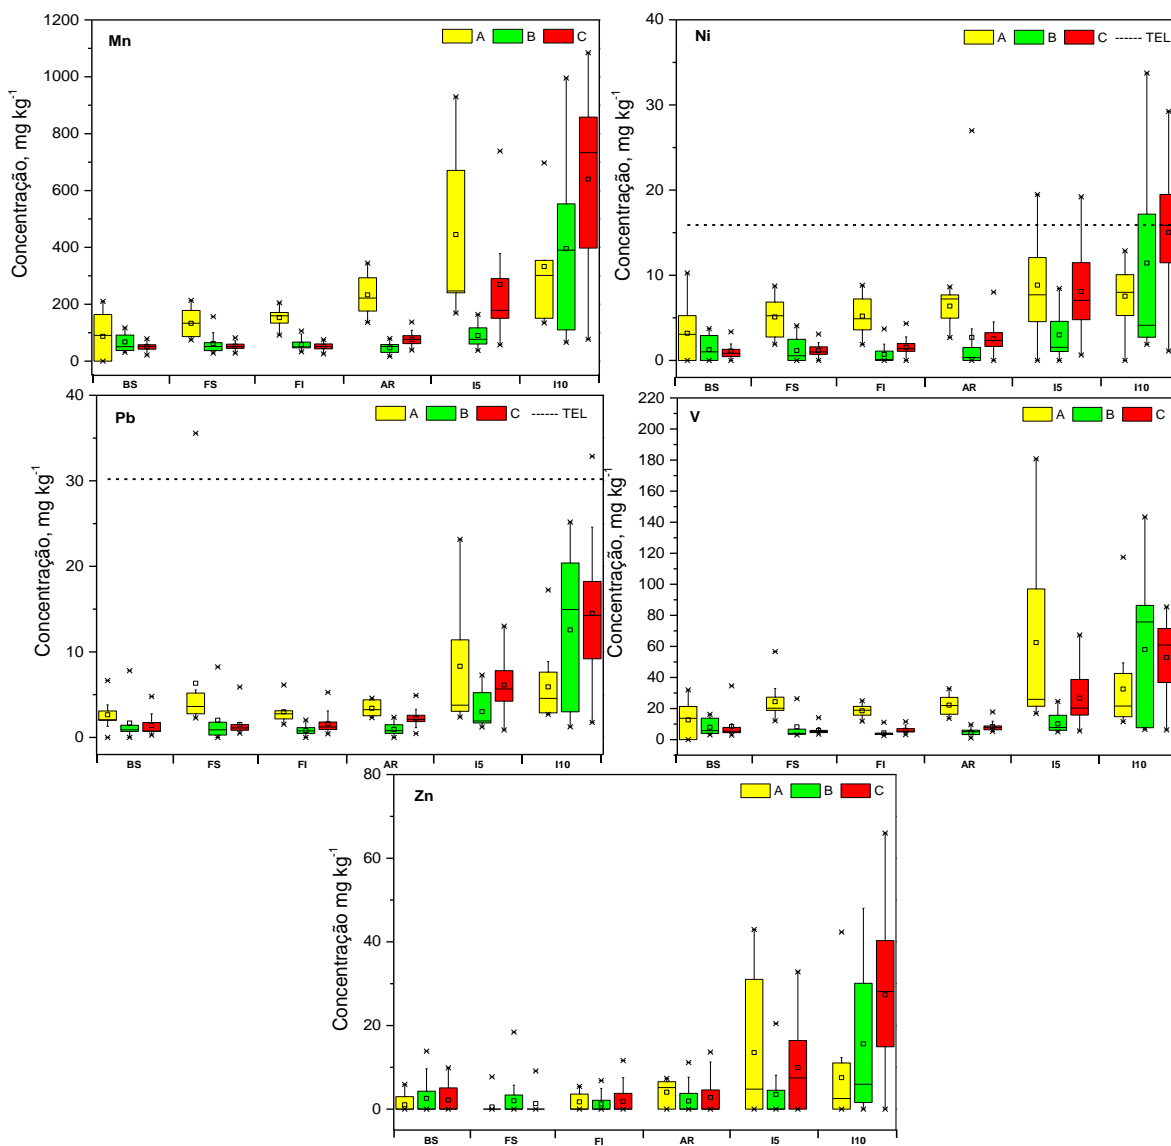 Mn
A B C
Concentração, mg kg-1
1200
1000
800
600
400
200
0
BS FS FI AR I5 I10
Ni
A B C ------ TEL
Concentração, mg kg-1
40
30
20
10
0
BS FS FI AR I5 I10
Pb
A B C ------ TEL
Concentração, mg kg-1
40
30
20
10
0
BS FS FI AR I5 I10
V
A B C
Concentração, mg kg-1
220
200
180
160
140
120
100
80
60
40
20
0
BS FS FI AR I5 I10
Zn
A B C
Concentração mg kg-1
80
60
40
20
0
BS FS FI AR I5 I10